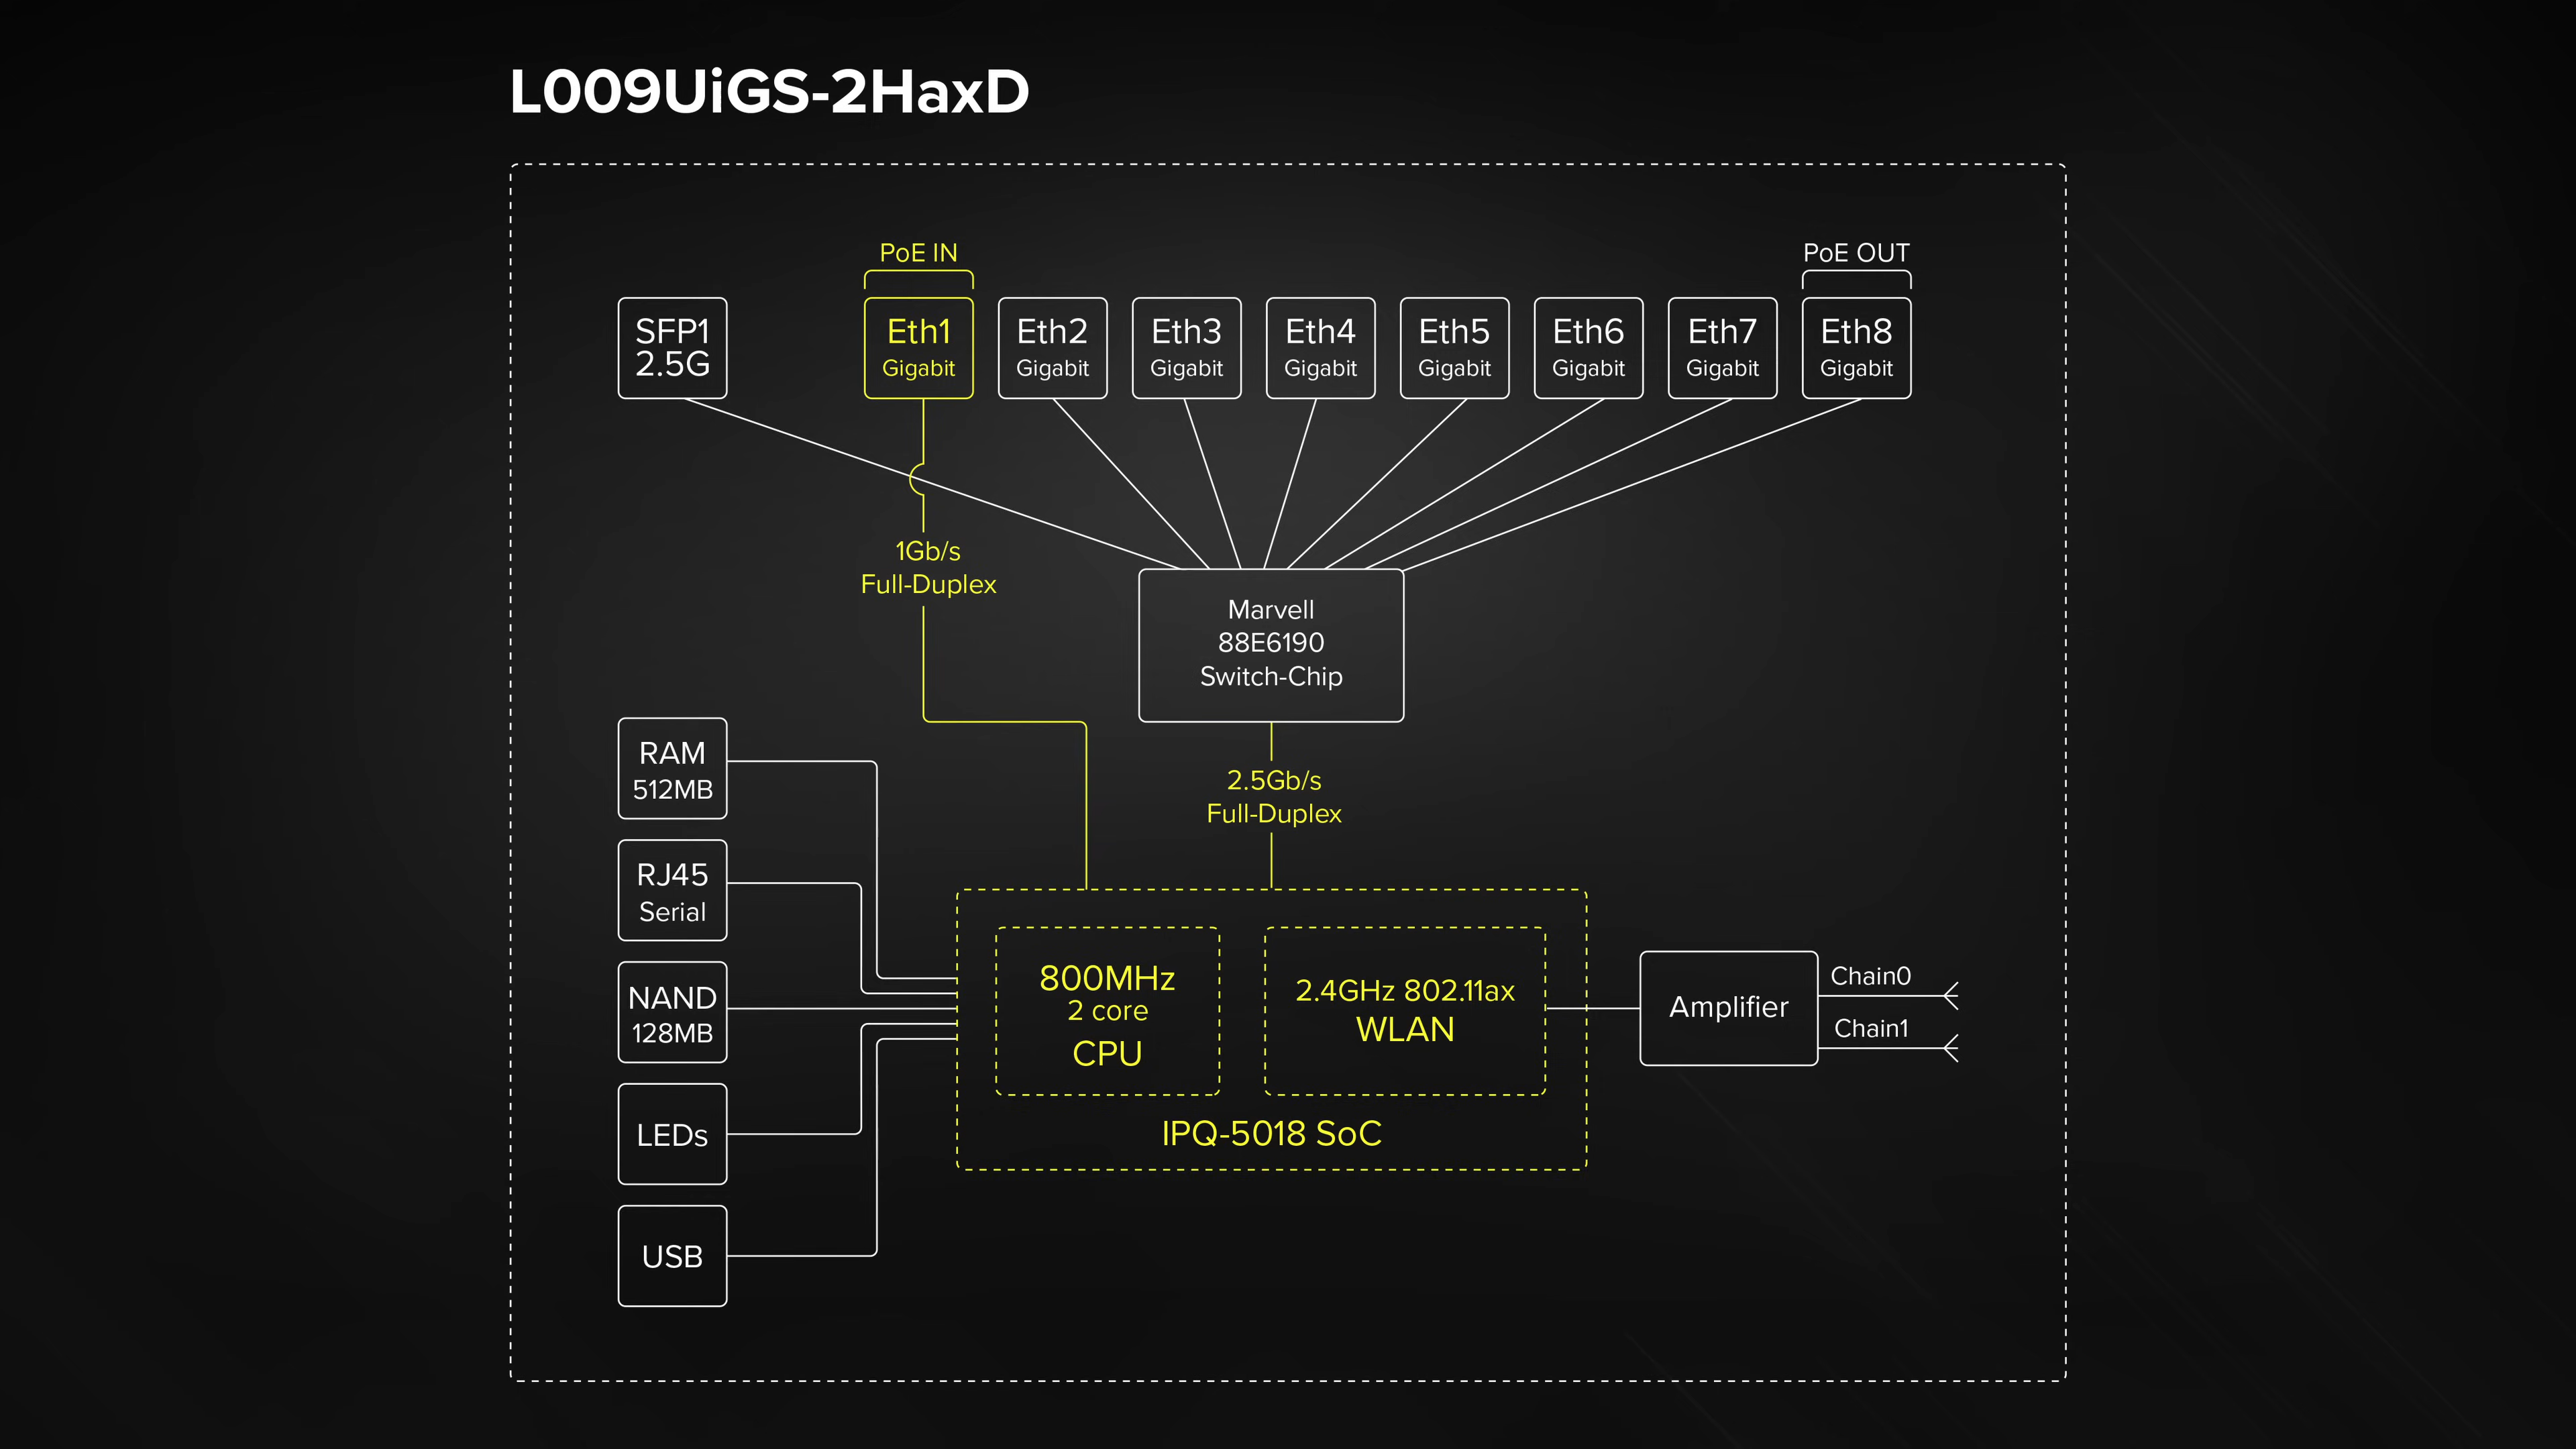 L009UiGS-2HaxD
PoE IN
PoE OUT
SFP1
2.5G
Eth1
Gigabit
Eth2
Gigabit
Eth3
Gigabit
Eth4
Gigabit
Eth5
Gigabit
Eth6
Gigabit
Eth7
Gigabit
Eth8
Gigabit
1Gb/s
Full-Duplex
Marvell
88E6190
Switch-Chip
2.5Gb/s
Full-Duplex
RAM
512MB
RJ45
Serial
NAND
128MB
LEDs
USB
800MHz
2 core
CPU
2.4GHz 802.11ax
WLAN
IPQ-5018 SoC
Amplifier
Chain0
Chain1